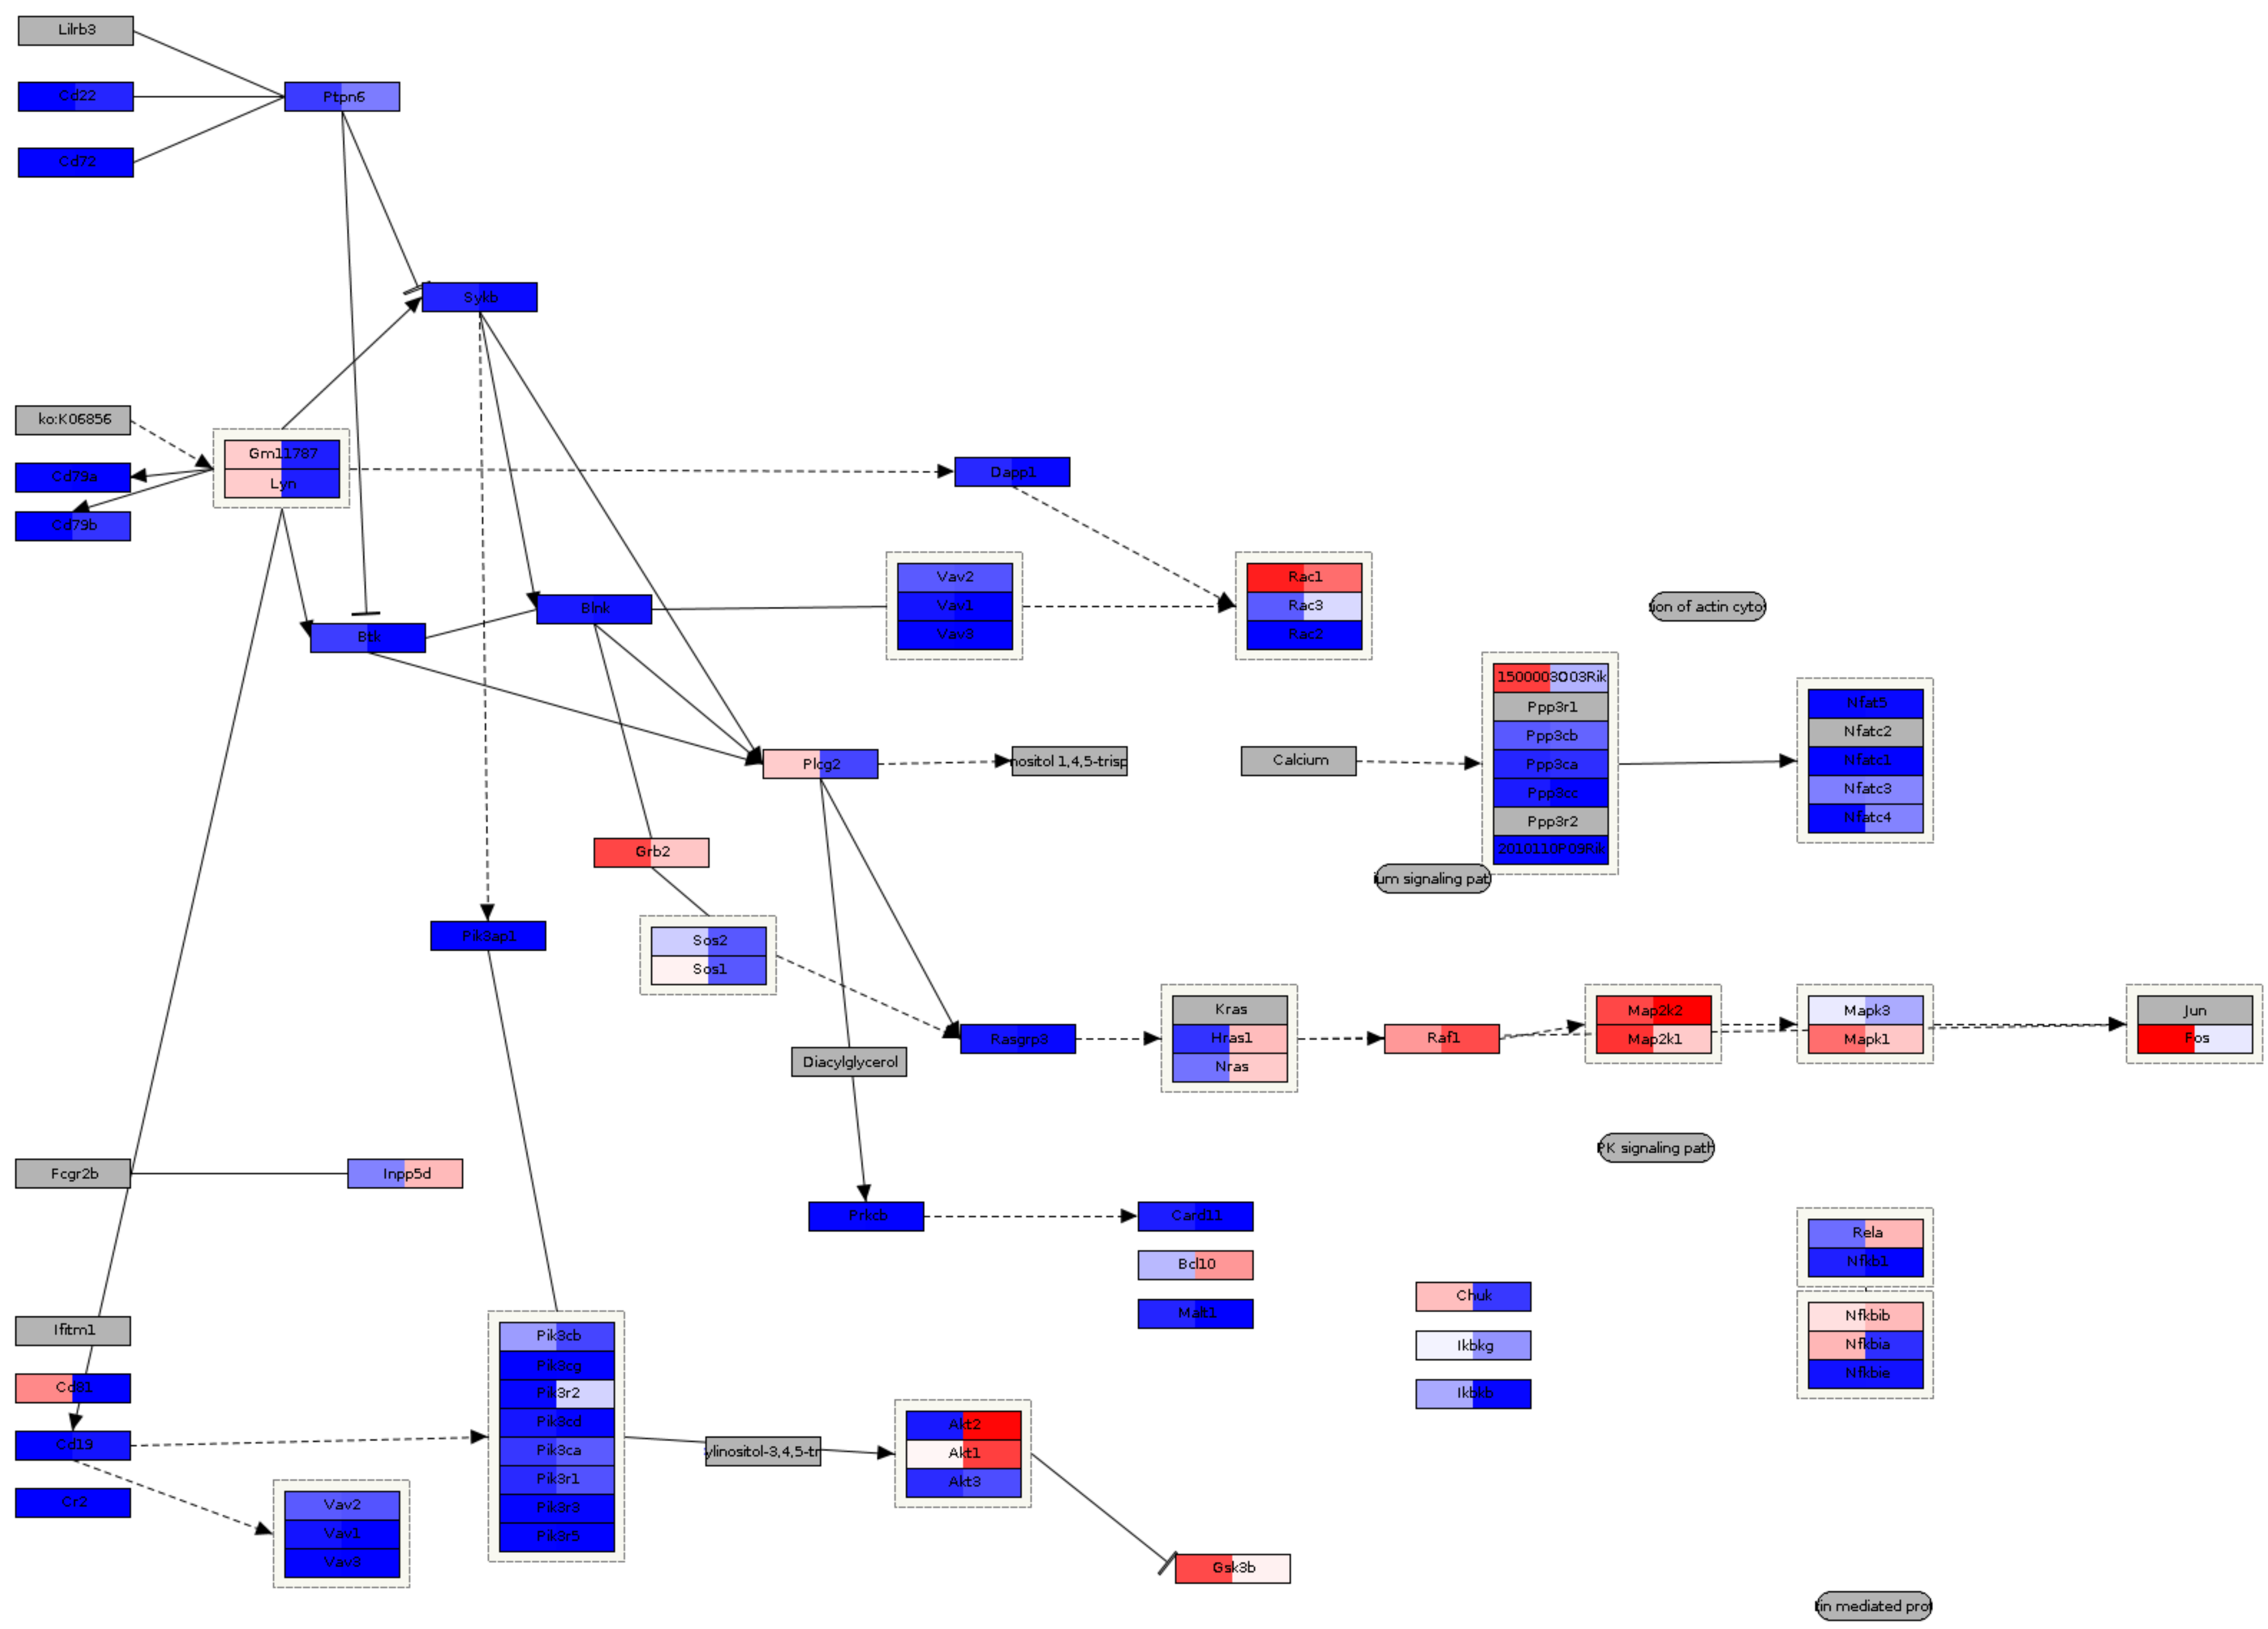 Lilrb3
Cd22
Ptpn6
Cd72
Sykb
ko:K06856
Gm11787
Cd79a
Lyn
Dapp1
Cd79b
Vav2
Rac1
Blnk
Vav1
Rac3
ion of actin cyto
Btk
Vav3
Rac2
1500003O03Rik
Ppp3r1
Nfat5
Ppp3cb
Nfatc2
Plcg2
nositol 1,4,5-trisp
Calcium
Ppp3ca
Nfatc1
Ppp3cc
Nfatc3
Ppp3r2
Nfatc4
Grb2
2010110P09Rik
um signaling pat
Pik3ap1
Sos2
Sos1
Kras
Map2k2
Mapk3
Jun
Rasgrp3
Hras1
Raf1
Map2k1
Mapk1
Fos
Diacylglycerol
Nras
PK signaling path
Fcgr2b
Inpp5d
Prkcb
Card11
Rela
Bcl10
Nfkb1
Chuk
Malt1
Nfkbib
Ifitm1
Pik3cb
Ikbkg
Nfkbia
Pik3cg
Nfkbie
Cd81
Pik3r2
Ikbkb
Pik3cd
Akt2
Cd19
Pik3ca
ylinositol-3,4,5-tr
Akt1
Pik3r1
Akt3
Cr2
Vav2
Pik3r3
Vav1
Pik3r5
Vav3
Gsk3b
tin mediated prot